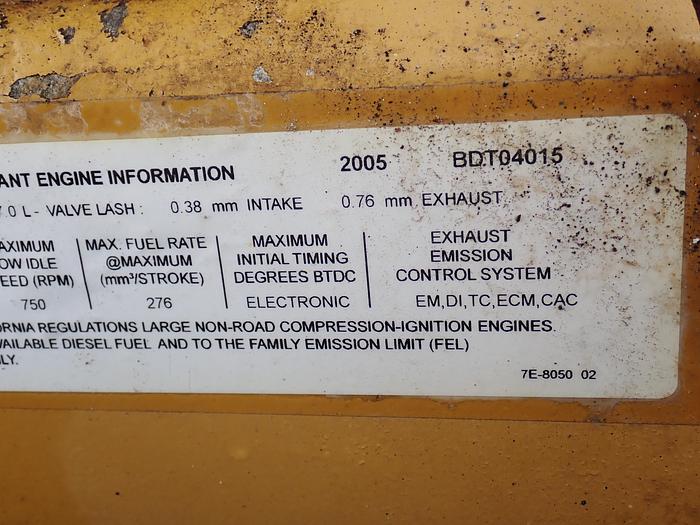 ANT ENGINE INFORMATION 2005 BDT04015
7.0 L - VALVE LASH : 0.38 mm INTAKE 0.76 mm EXHAUST
AXIMUM MAX. FUEL RATE MAXIMUM EXHAUST
OW IDLE @MAXIMUM INITIAL TIMING EMISSION
EED (RPM) (mm³/STROKE) DEGREES BTDC CONTROL SYSTEM
750 276 ELECTRONIC EM,DI,TC,ECM,CAC
ORNIA REGULATIONS LARGE NON-ROAD COMPRESSION-IGNITION ENGINES.
VAILABLE DIESEL FUEL AND TO THE FAMILY EMISSION LIMIT (FEL)
LY.
7E-8050 02